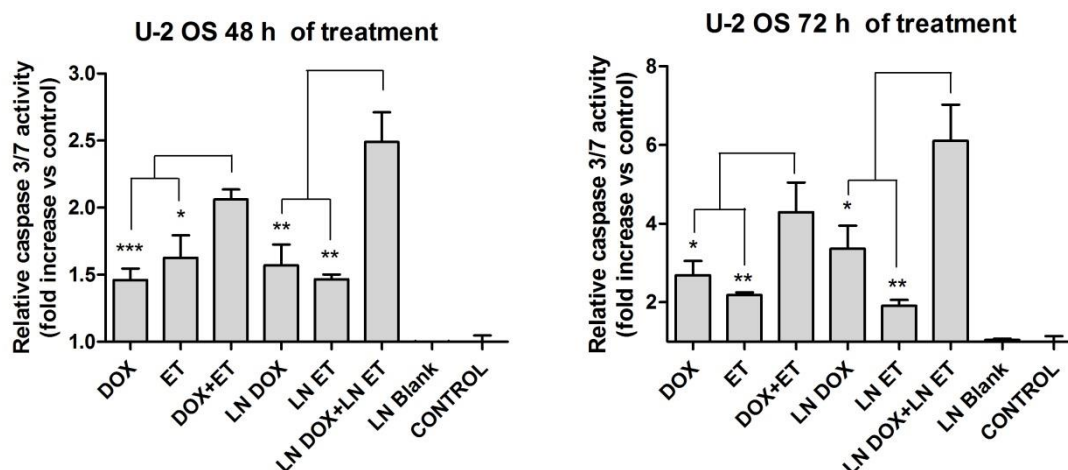 U-2 OS 48 h of treatment
Relative caspase 3/7 activity
(fold increase vs control)
3.0
2.5
2.0
1.5
1.0
***
*
**
**
DOX
ET
DOX+ET
LN DOX
LN ET
LN DOX+LN ET
LN Blank
CONTROL
U-2 OS 72 h of treatment
Relative caspase 3/7 activity
(fold increase vs control)
8
6
4
2
*
**
*
**
DOX
ET
DOX+ET
LN DOX
LN ET
LN DOX+LN ET
LN Blank
CONTROL